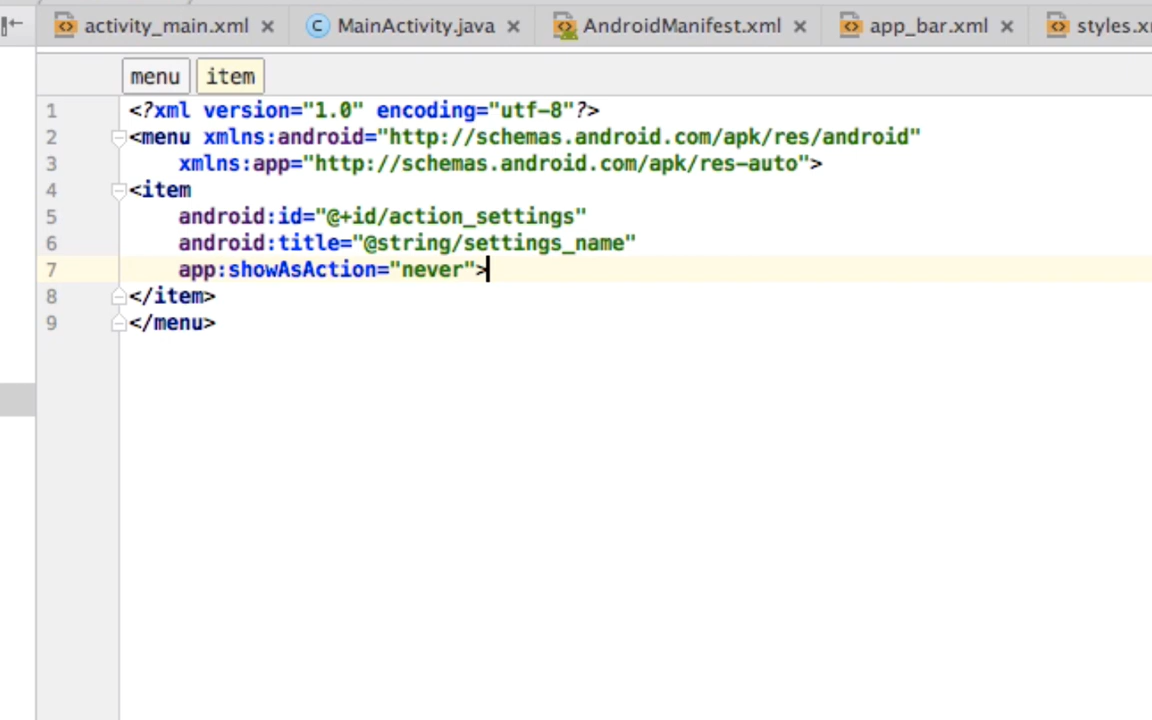 activity_main.xml MainActivity.java AndroidManifest.xml app_bar.xml
menu item
1 <?xml version="1.0" encoding="utf-8"?>
2 <menu xmlns:android="http://schemas.android.com/apk/res/android"
3 xmlns:app="http://schemas.android.com/apk/res-auto">
4 <item
5 android:id="@+id/action_settings"
6 android:title="@string/settings_name"
7 app:showAsAction="never">
8 </item>
9 </menu>